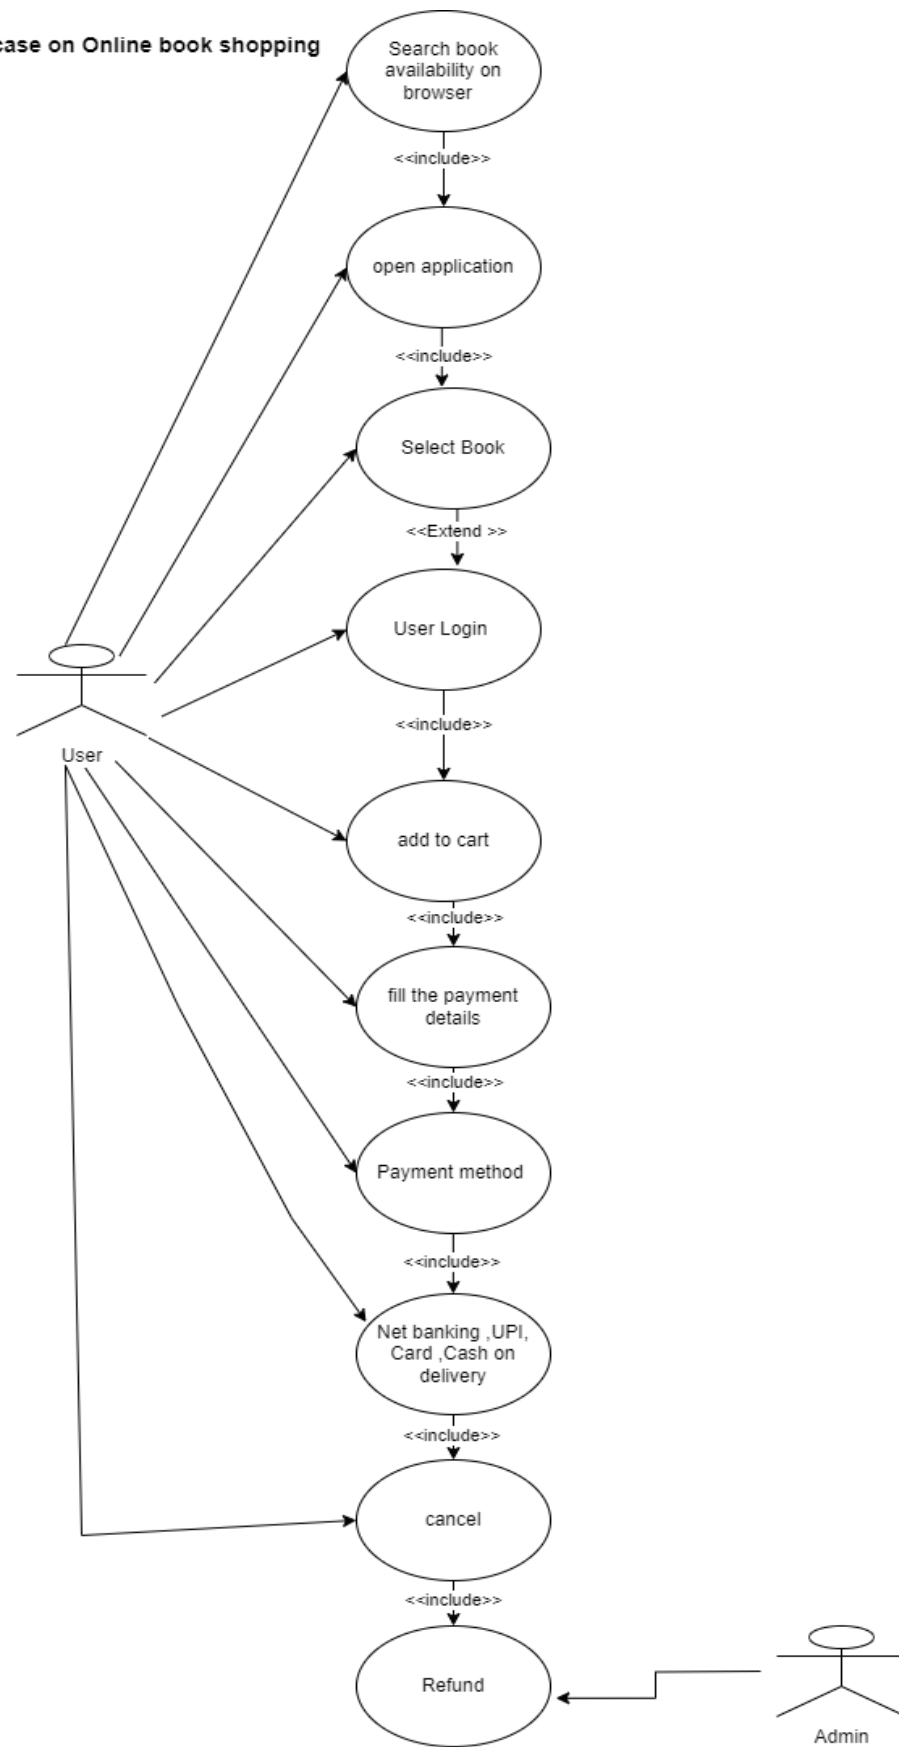 case on Online book shopping
Search book
availability on
browser
<<include>>
open application
<<include>>
Select Book
<<Extend >>
User Login
<<include>>
User
add to cart
<<include>>
fill the payment
details
<<include>>
Payment method
<<include>>
Net banking ,UPI,
Card ,Cash on
delivery
<<include>>
cancel
<<include>>
Refund
Admin